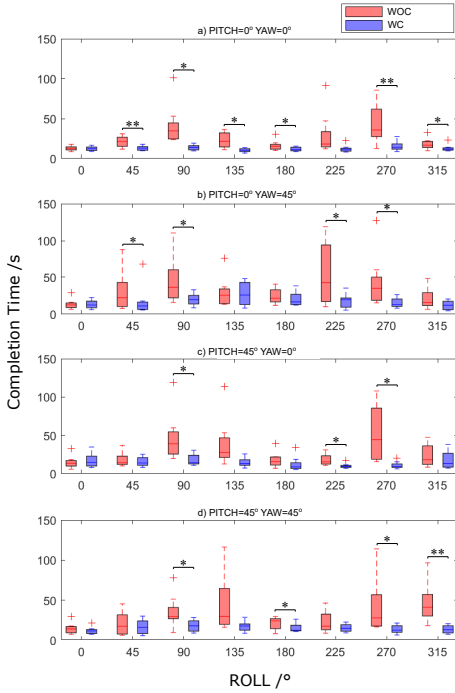 WOC
WC
a) PITCH=0° YAW=0°
150
100
50
0
** * * * ** *
0 45 90 135 180 225 270 315
b) PITCH=0° YAW=45°
150
100
50
0
* * * *
0 45 90 135 180 225 270 315
c) PITCH=45° YAW=0°
150
100
50
0
* * *
0 45 90 135 180 225 270 315
d) PITCH=45° YAW=45°
150
100
50
0
* * * **
0 45 90 135 180 225 270 315
Completion Time /s
ROLL /°